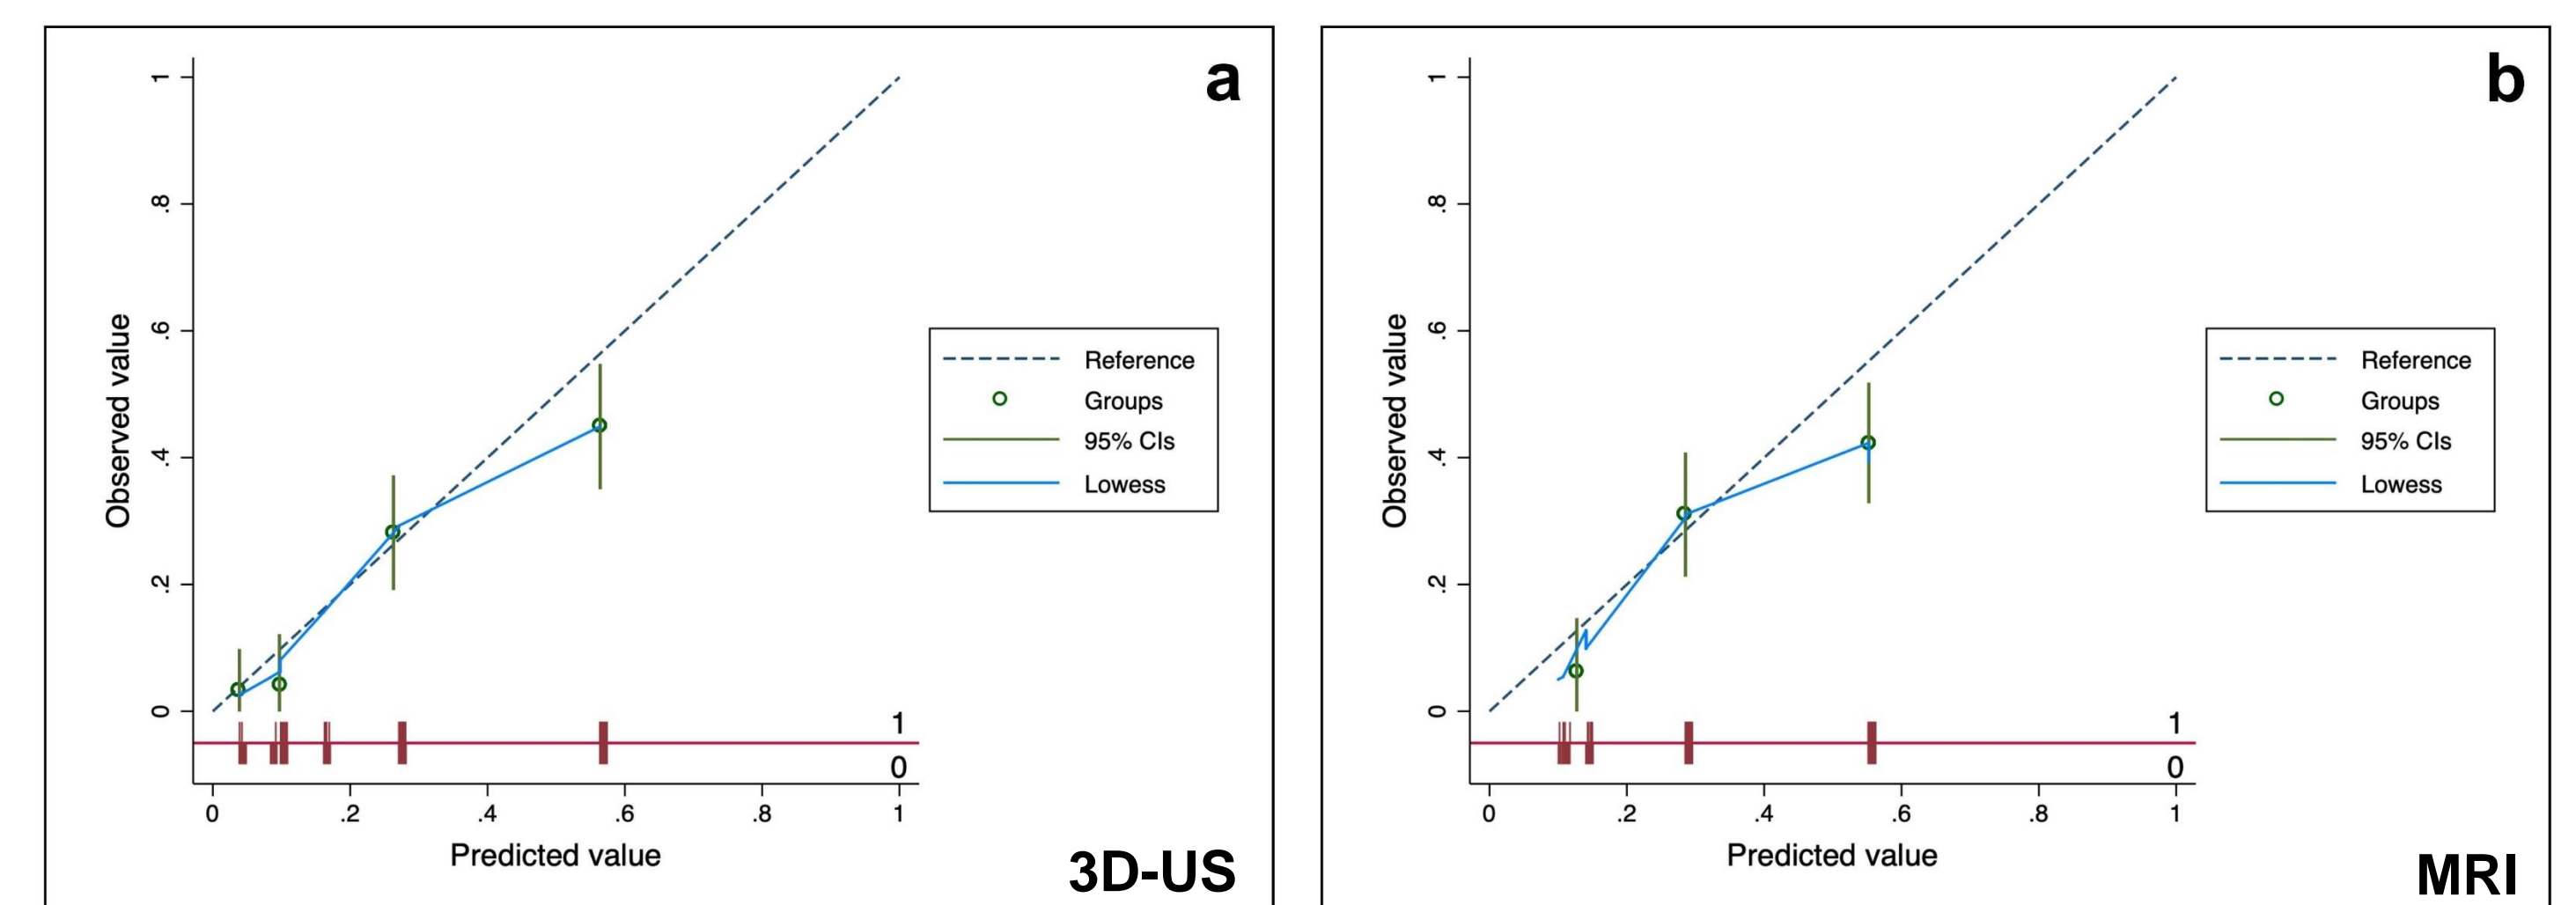 a
1
.8
.6
.4
.2
0
Observed value
Reference
Groups
95% CIs
Lowess
1
0
0 .2 .4 .6 .8 1
Predicted value
3D-US
b
1
.8
.6
.4
.2
0
Observed value
Reference
Groups
95% CIs
Lowess
1
0
0 .2 .4 .6 .8 1
Predicted value
MRI